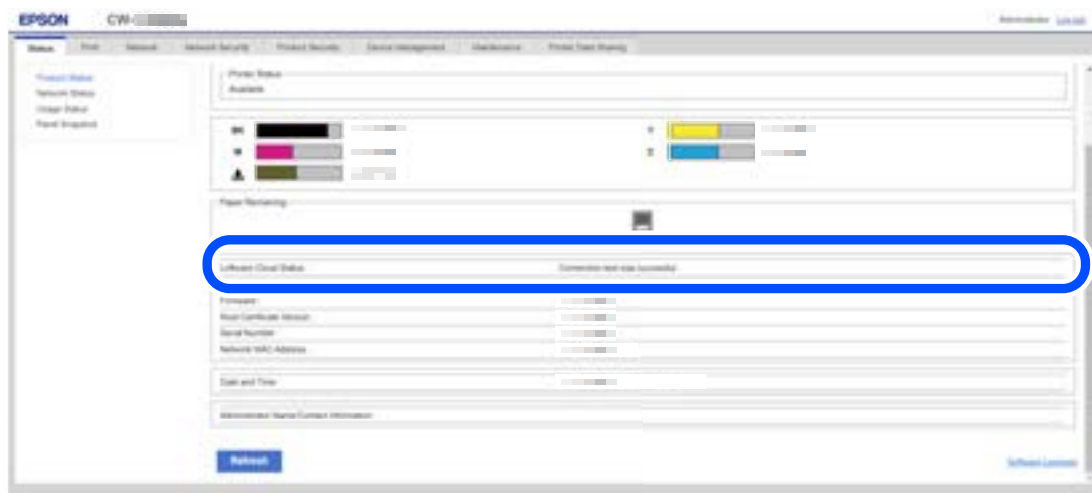 EPSON CW-
Administrator Log out
Status Print Network Network Security Product Security Device Management Maintenance Printer Data Sharing
Product Status
Network Status
Usage Status
Panel Snapshot
Printer Status
Available
BK
Y
M
C
Paper Remaining
Loftware Cloud Status Connection test was successful
Firmware
Root Certificate Version
Serial Number
Network MAC Address
Date and Time
Administrator Name/Contact Information
Refresh
Software Licenses